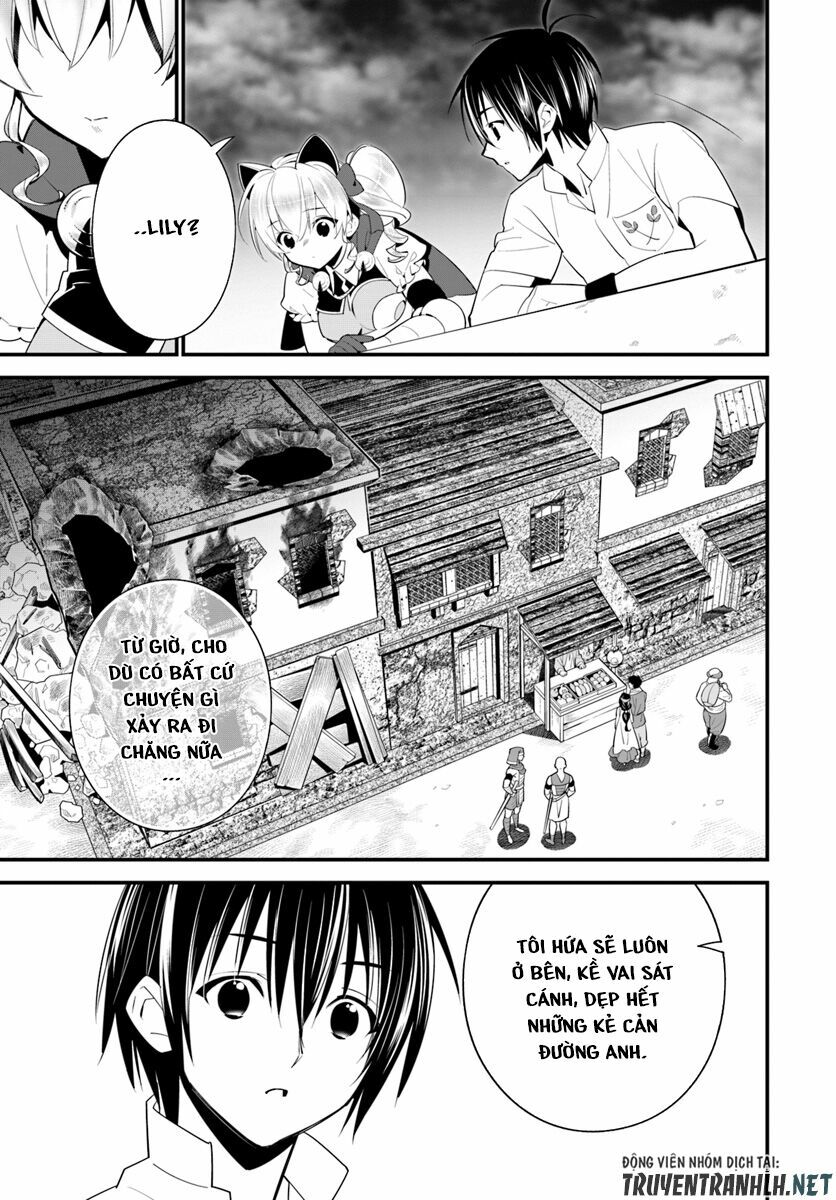 ..LILY?
TỪ GIỜ, CHO
DÙ CÓ BẤT CỨ
CHUYỆN GÌ
XẢY RA ĐI
CHĂNG NỮA
...
TÔI HỨA SẼ LUÔN
Ở BÊN, KỀ VAI SÁT
CÁNH, DẸP HẾT
NHỮNG KẺ CẢN
ĐƯỜNG ANH.
ĐỘNG VIÊN NHÓM DỊCH TẠI:
TRUYENTRANHLH.NET